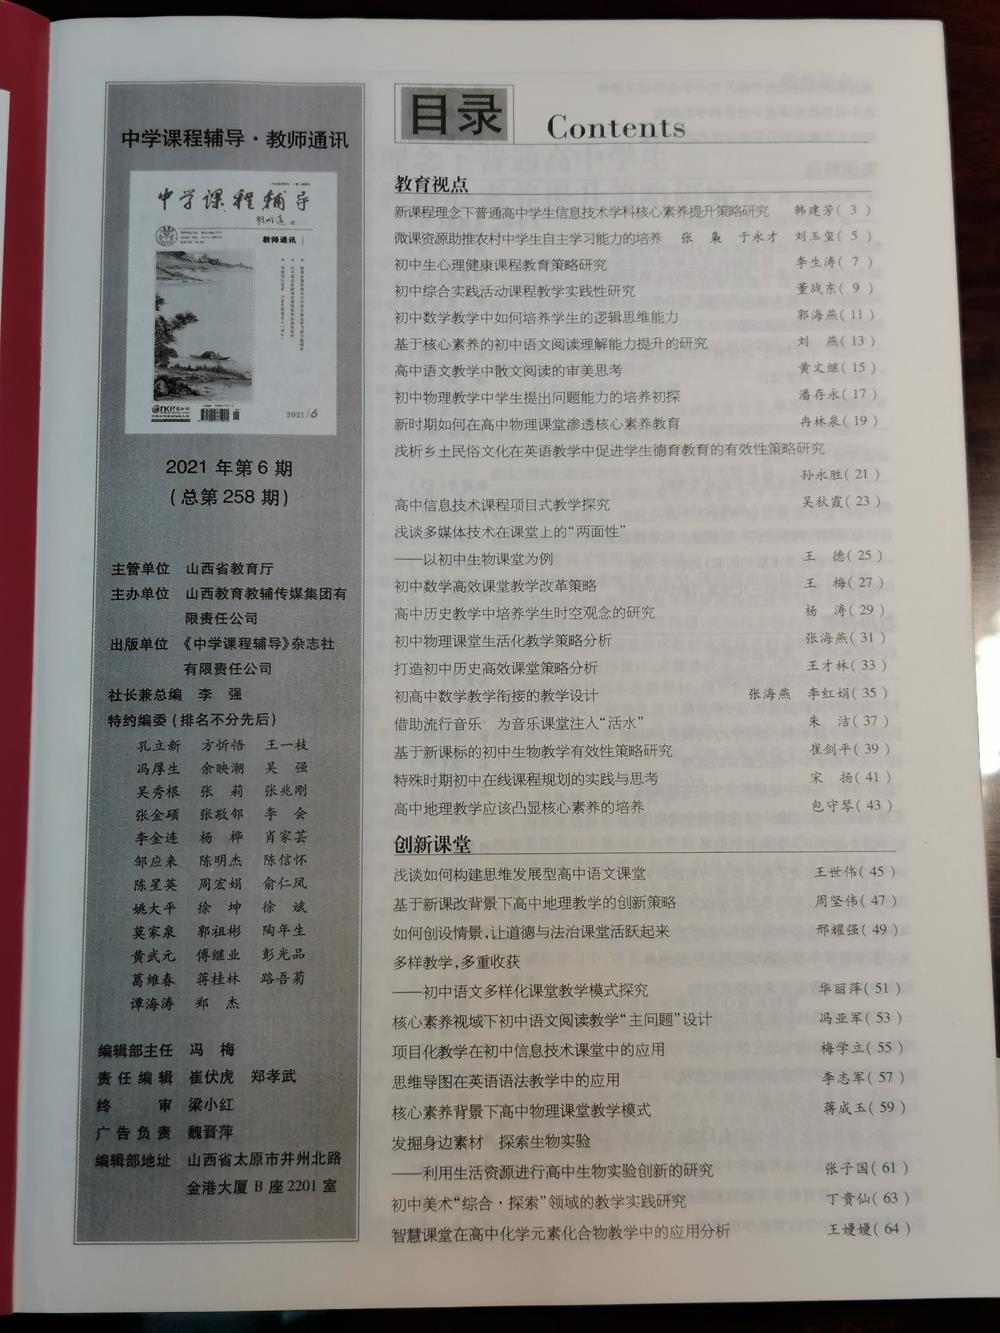 中学课程辅导·教师通讯
中学课程辅导
教师通讯
2021/6
2021 年第 6 期
(总第 258 期)
主管单位 山西省教育厅
主办单位 山西教育教辅传媒集团有
限责任公司
出版单位 《中学课程辅导》杂志社
有限责任公司
社长兼总编 李 强
特约编委(排名不分先后)
孔立新 方忻悟 王一枝
冯厚生 余映潮 吴 强
吴秀根 张 莉 张兆刚
张金硕 张敬邻 李 会
李金连 杨 桦 肖家芸
邹应来 陈明杰 陈信怀
陈星英 周宏娟 俞仁凤
姚大平 徐 坤 徐 斌
莫家泉 郭祖彬 陶年生
黄武元 傅继业 彭光品
葛维春 蒋桂林 路吾菊
谭海涛 郑 杰
编辑部主任 冯 梅
责任编辑 崔伏虎 郑孝武
终 审 梁小红
广告负责 魏晋萍
编辑部地址 山西省太原市并州北路
金港大厦 B 座 2201 室
目录 Contents
教育视点
新课程理念下普通高中学生信息技术学科核心素养提升策略研究 韩建芳( 3 )
微课资源助推农村中学生自主学习能力的培养 张 枭 于永才 刘玉玺( 5 )
初中生心理健康课程教育策略研究 李生涛( 7 )
初中综合实践活动课程教学实践性研究 董战东( 9 )
初中数学教学中如何培养学生的逻辑思维能力 郭海燕( 11 )
基于核心素养的初中语文阅读理解能力提升的研究 刘 燕( 13 )
高中语文教学中散文阅读的审美思考 黄文继( 15 )
初中物理教学中学生提出问题能力的培养初探 潘存永( 17 )
新时期如何在高中物理课堂渗透核心素养教育 冉林泉( 19 )
浅析乡土民俗文化在英语教学中促进学生德育教育的有效性策略研究
孙永胜( 21 )
高中信息技术课程项目式教学探究 吴秋霞( 23 )
浅谈多媒体技术在课堂上的“两面性”
——以初中生物课堂为例 王 德( 25 )
初中数学高效课堂教学改革策略 王 梅( 27 )
高中历史教学中培养学生时空观念的研究 杨 涛( 29 )
初中物理课堂生活化教学策略分析 张海燕( 31 )
打造初中历史高效课堂策略分析 王才林( 33 )
初高中数学教学衔接的教学设计 张海燕 李红娟( 35 )
借助流行音乐 为音乐课堂注入“活水” 朱 洁( 37 )
基于新课标的初中生物教学有效性策略研究 崔剑平( 39 )
特殊时期初中在线课程规划的实践与思考 宋 扬( 41 )
高中地理教学应该凸显核心素养的培养 包守琴( 43 )
创新课堂
浅谈如何构建思维发展型高中语文课堂 王世伟( 45 )
基于新课改背景下高中地理教学的创新策略 周坚伟( 47 )
如何创设情景,让道德与法治课堂活跃起来 邢耀强( 49 )
多样教学,多重收获
——初中语文多样化课堂教学模式探究 华丽萍( 51 )
核心素养视域下初中语文阅读教学“主问题”设计 冯亚军( 53 )
项目化教学在初中信息技术课堂中的应用 梅学立( 55 )
思维导图在英语语法教学中的应用 李志军( 57 )
核心素养背景下高中物理课堂教学模式 蒋成玉( 59 )
发掘身边素材 探索生物实验
——利用生活资源进行高中生物实验创新的研究 张子国( 61 )
初中美术“综合·探索”领域的教学实践研究 丁贵仙( 63 )
智慧课堂在高中化学元素化合物教学中的应用分析 王嫚嫚( 64 )